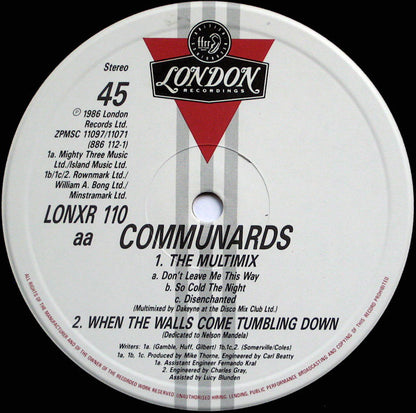 ffrr
LONDON
RECORDINGS
Stereo
45
℗ 1986 London
Records Ltd.
ZPMSC 11097/11071
(886 112-1)
1a. Mighty Three Music
Ltd./Island Music Ltd.
1b/1c/2. Rownmark Ltd./
William A. Bong Ltd./
Minstramark Ltd.
LONXR 110
aa
COMMUNARDS
1. THE MULTIMIX
a. Don't Leave Me This Way
b. So Cold The Night
c. Disenchanted
(Multimixed by Daksyne at the Disco Mix Club Ltd.)
2. WHEN THE WALLS COME TUMBLING DOWN
(Dedicated to Nelson Mandela)
Writers: 1a. (Gamble, Huff, Gilbert) 1b.1c,2. (Somerville/Coles)
1a, 1b, 1c. Produced by Mike Thorne, Engineered by Carl Beatty
1a. Assistant Engineer Fernando Kral
2. Engineered by Charles Gray,
Assisted by Lucy Blunden
ALL RIGHTS OF THE MANUFACTURER AND OF THE OWNER OF THE RECORDED WORK RESERVED. UNAUTHORISED COPYING, HIRING, LENDING, PUBLIC PERFORMANCE BROADCASTING AND COPYING OF THIS RECORD PROHIBITED